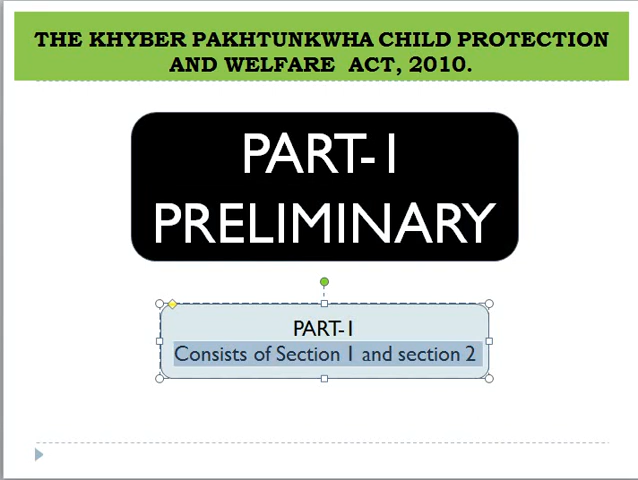 THE KHYBER PAKHTUNKWHA CHILD PROTECTION
AND WELFARE ACT, 2010.
PART-1
PRELIMINARY
PART-1
Consists of Section 1 and section 2